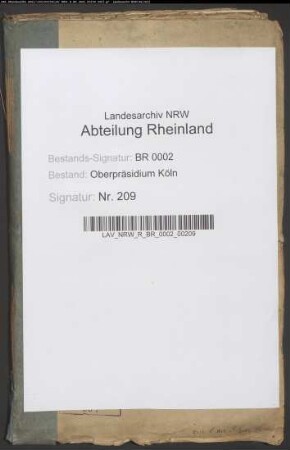 Landesarchiv NRW
Abteilung Rheinland
Bestands-Signatur: BR 0002
Bestand: Oberpräsidium Köln
Signatur: Nr. 209
LAV_NRW_R_BR_0002_00209